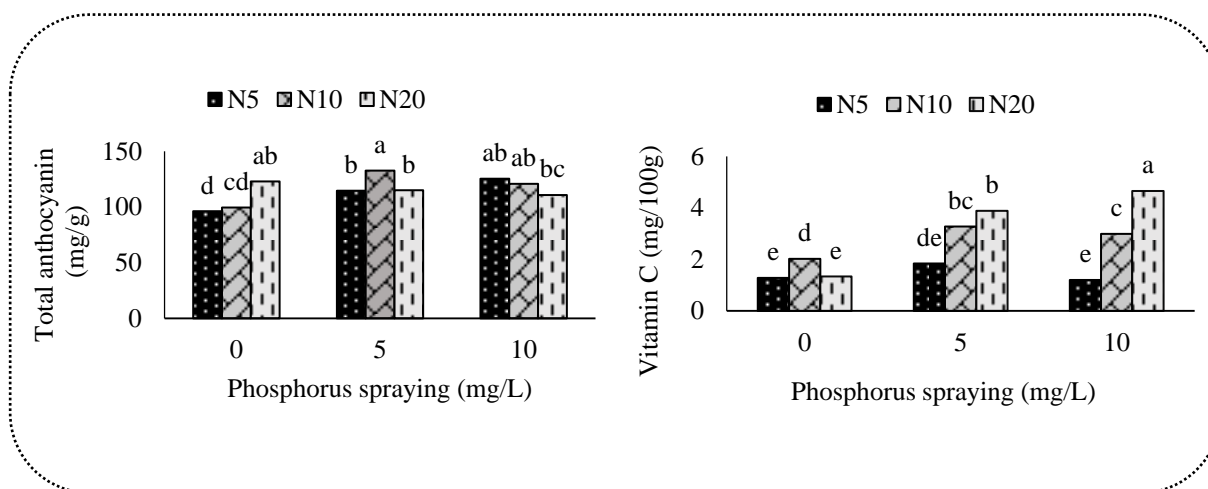 N5 N10 N20
Total anthocyanin
(mg/g)
150
100
50
0
d cd ab b a b ab ab bc
0 5 10
Phosphorus spraying (mg/L)
N5 N10 N20
Vitamin C (mg/100g)
6
4
2
0
e d e de bc b e c a
0 5 10
Phosphorus spraying (mg/L)